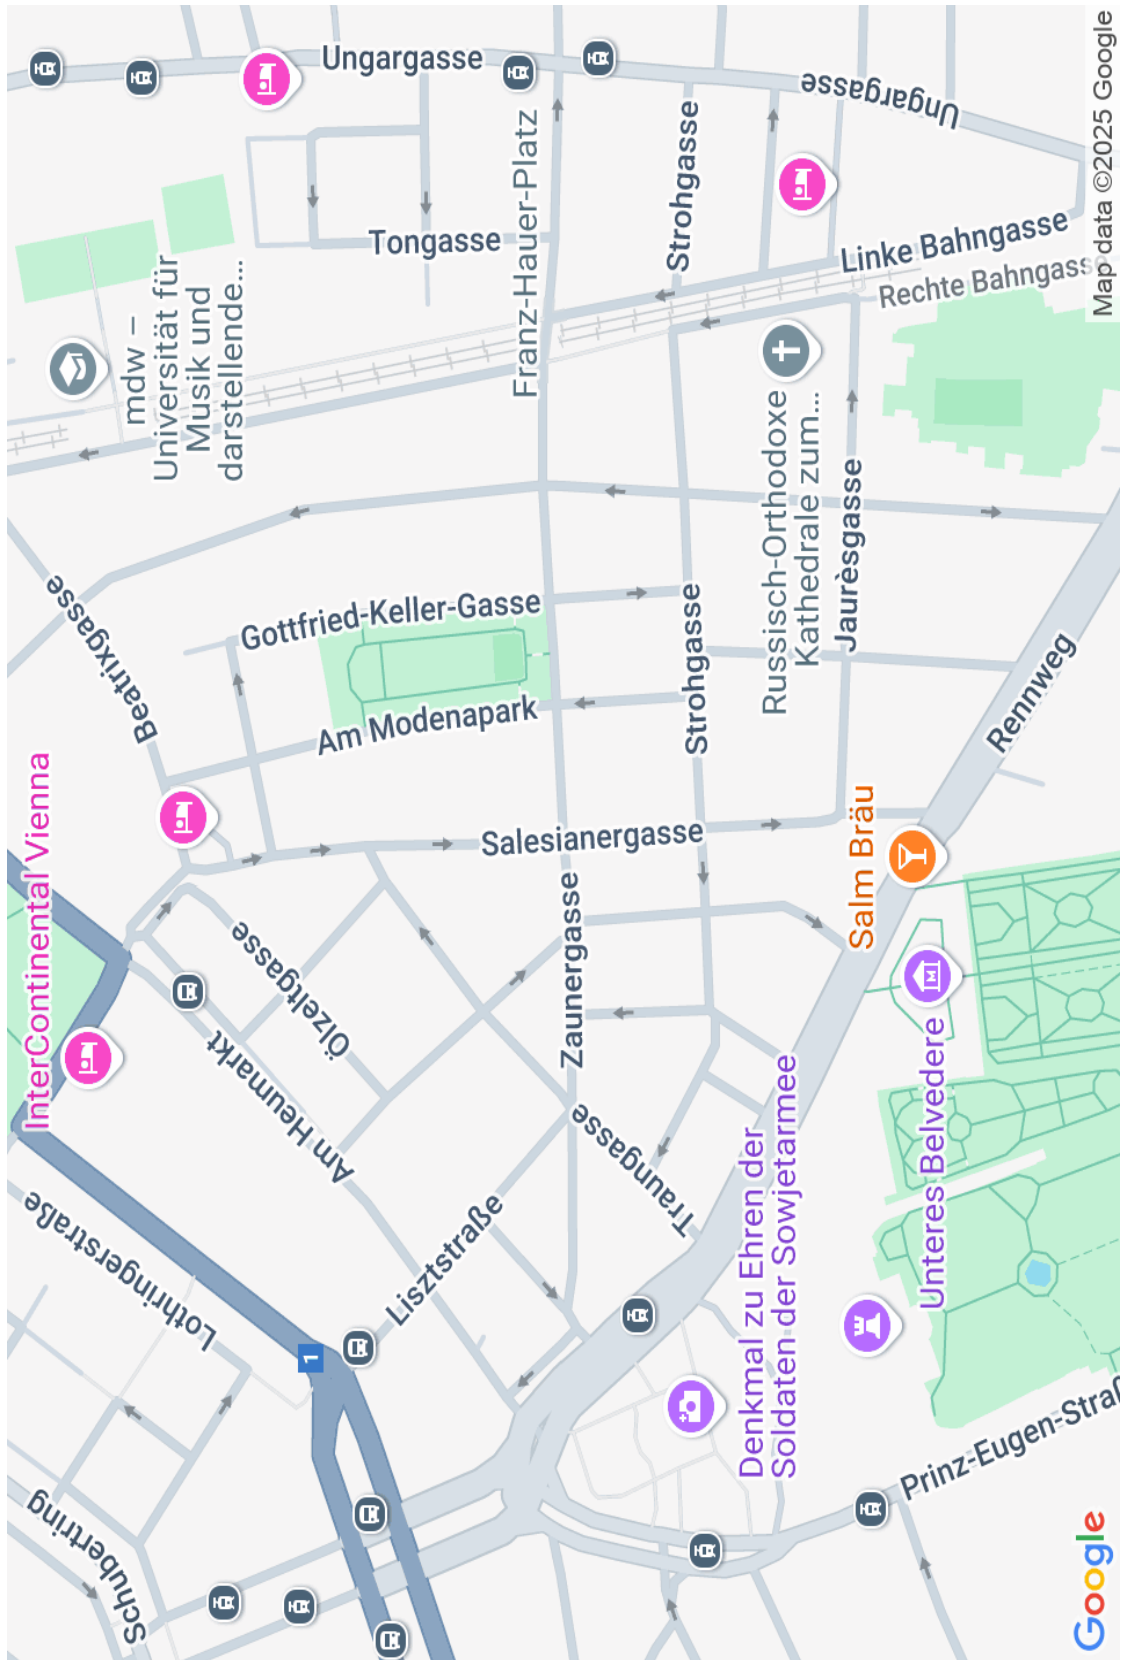 Ungargasse
Ungargasse
Franz-Hauer-Platz
Strohgasse
Tongasse
Linke Bahngasse
Rechte Bahngass
mdw –
Universität für
Musik und
darstellende...
Russisch-Orthodoxe
Kathedrale zum...
Jaurèsgasse
Beatrixgasse
Gottfried-Keller-Gasse
Strohgasse
Am Modenapark
Rennweg
InterContinental Vienna
Salesianergasse
Salm Bräu
Ölzeltgasse
Zaunergasse
Am Heumarkt
Traungasse
Unteres Belvedere
Denkmal zu Ehren der
Soldaten der Sowjetarmee
Lothringerstraße
Lisztstraße
1
Prinz-Eugen-Straß
Schubertring
Google
Map data ©2025 Google